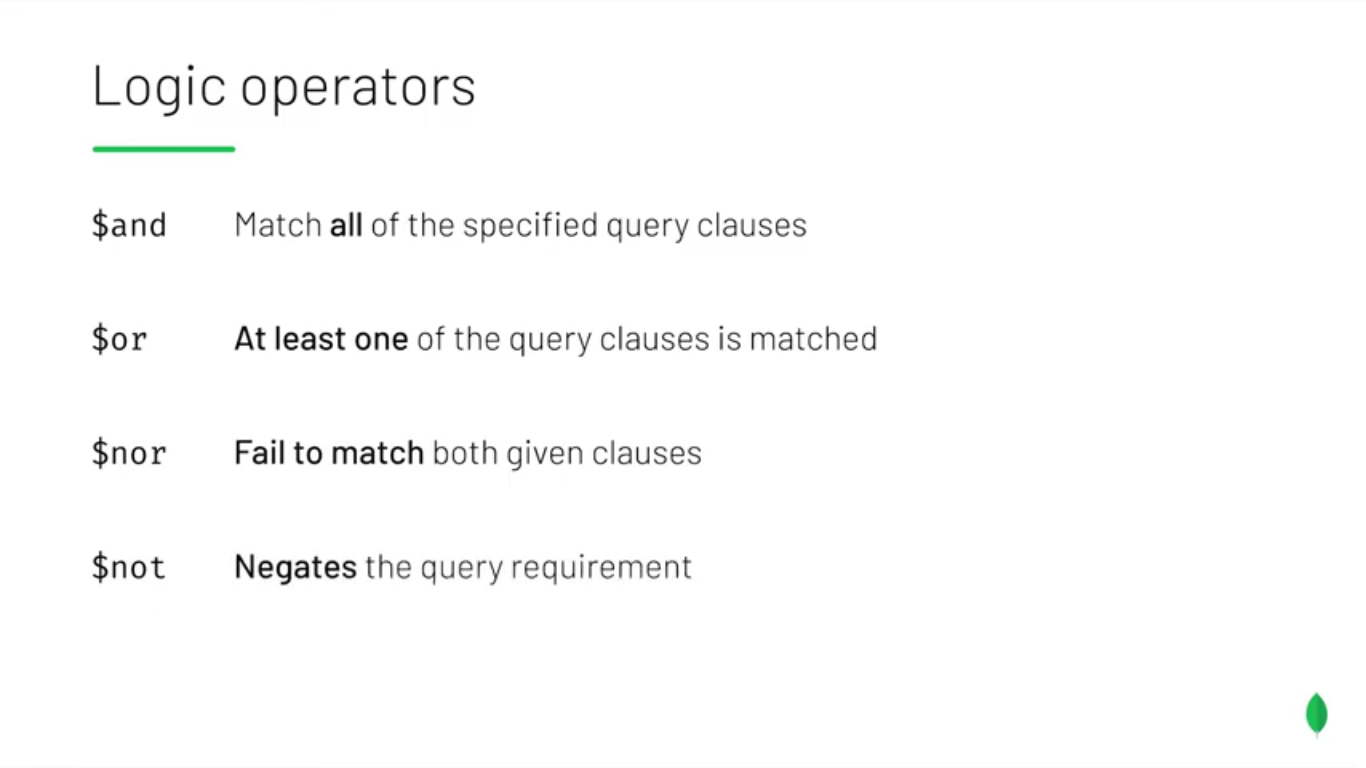 Logic operators
$and Match all of the specified query clauses
$or At least one of the query clauses is matched
$nor Fail to match both given clauses
$not Negates the query requirement